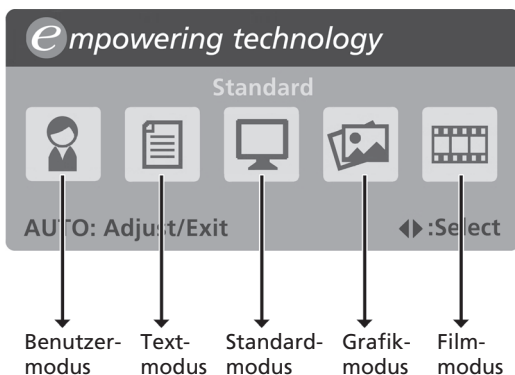 empowering technology
Standard
AUTO: Adjust/Exit
:Select
Benutzer-
modus
Text-
modus
Standard-
modus
Grafik-
modus
Film-
modus